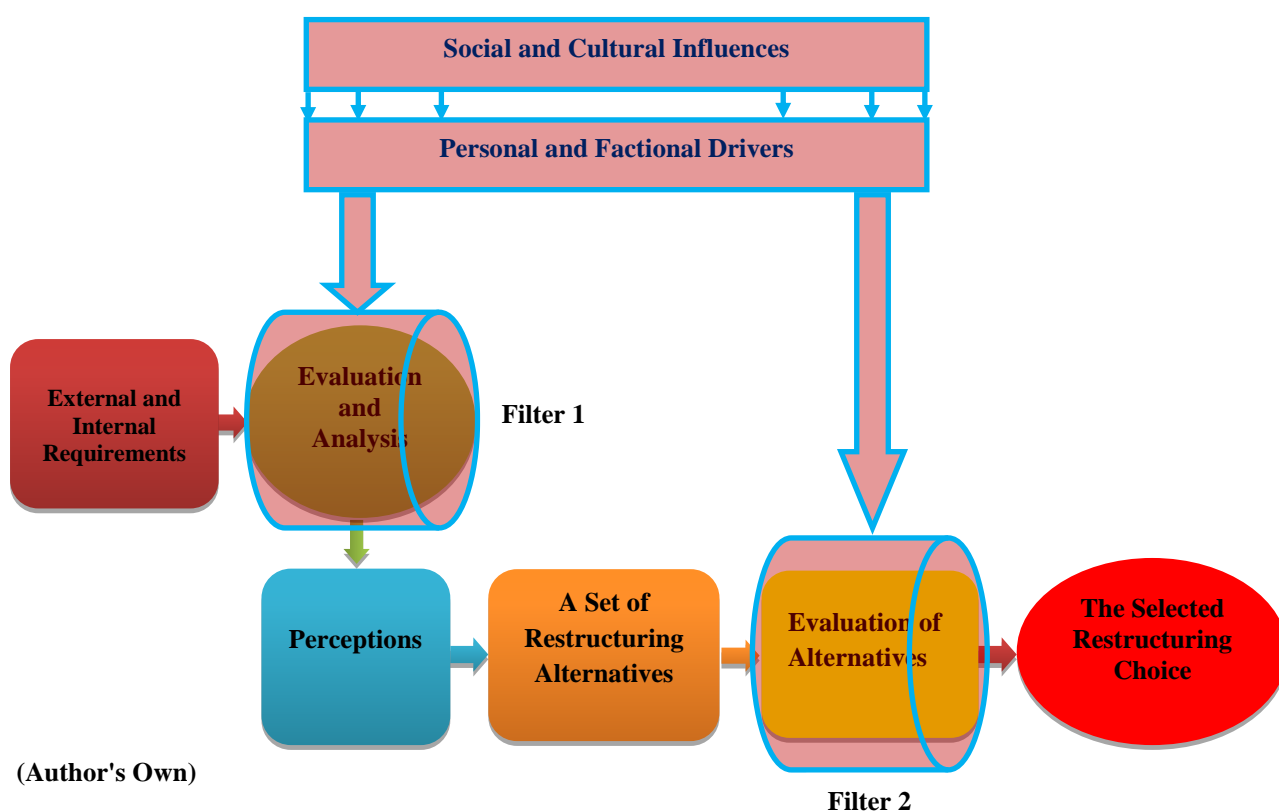 Social and Cultural Influences
Personal and Factional Drivers
External and
Internal
Requirements
Evaluation
and
Analysis
Filter 1
Perceptions
A Set of
Restructuring
Alternatives
Evaluation of
Alternatives
The Selected
Restructuring
Choice
(Author's Own)
Filter 2